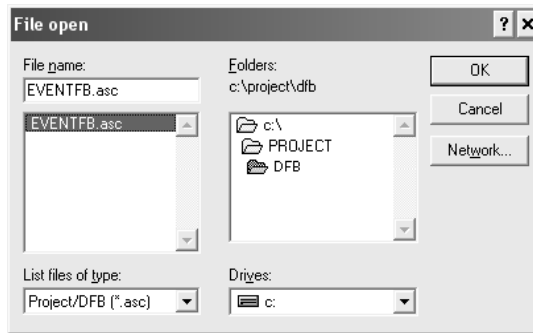 File open
File name:
EVENTFB.asc
EVENTFB.asc
List files of type:
Project/DFB (*.asc)
Folders:
c:\project\dfb
c:\
PROJECT
DFB
Drives:
c:
OK
Cancel
Network...